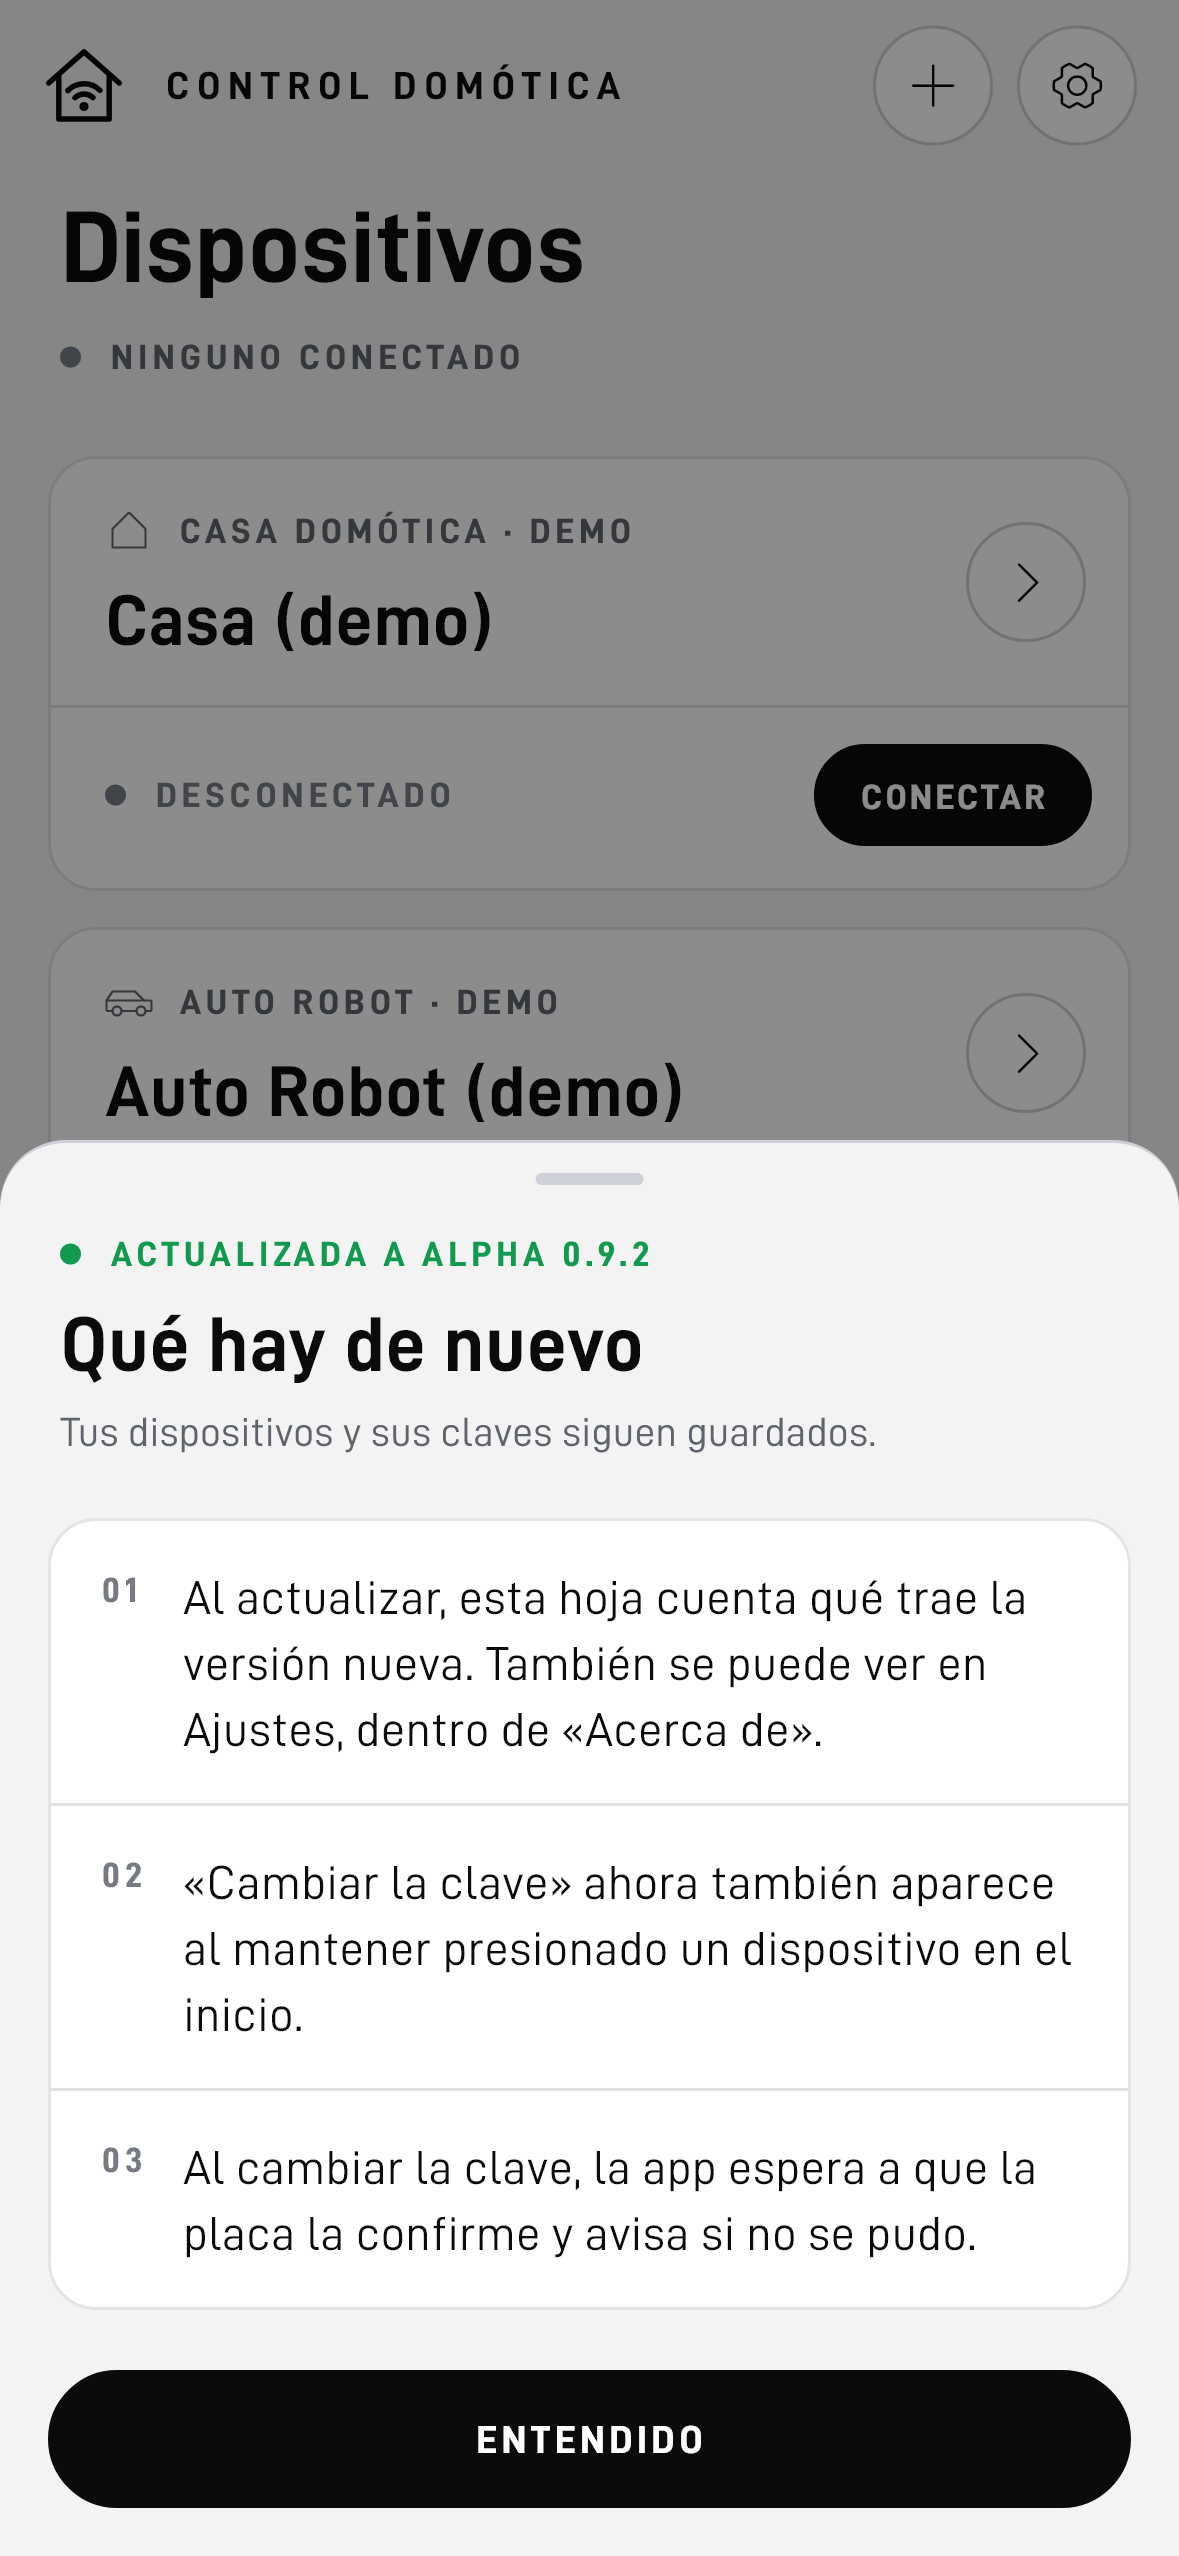 CONTROL DOMÓTICA
Dispositivos
NINGUNO CONECTADO
CASA DOMÓTICA · DEMO
Casa (demo)
DESCONECTADO
CONECTAR
AUTO ROBOT · DEMO
Auto Robot (demo)
ACTUALIZADA A ALPHA 0.9.2
Qué hay de nuevo
Tus dispositivos y sus claves siguen guardados.
01 Al actualizar, esta hoja cuenta qué trae la
versión nueva. También se puede ver en
Ajustes, dentro de «Acerca de».
02 «Cambiar la clave» ahora también aparece
al mantener presionado un dispositivo en el
inicio.
03 Al cambiar la clave, la app espera a que la
placa la confirme y avisa si no se pudo.
ENTENDIDO